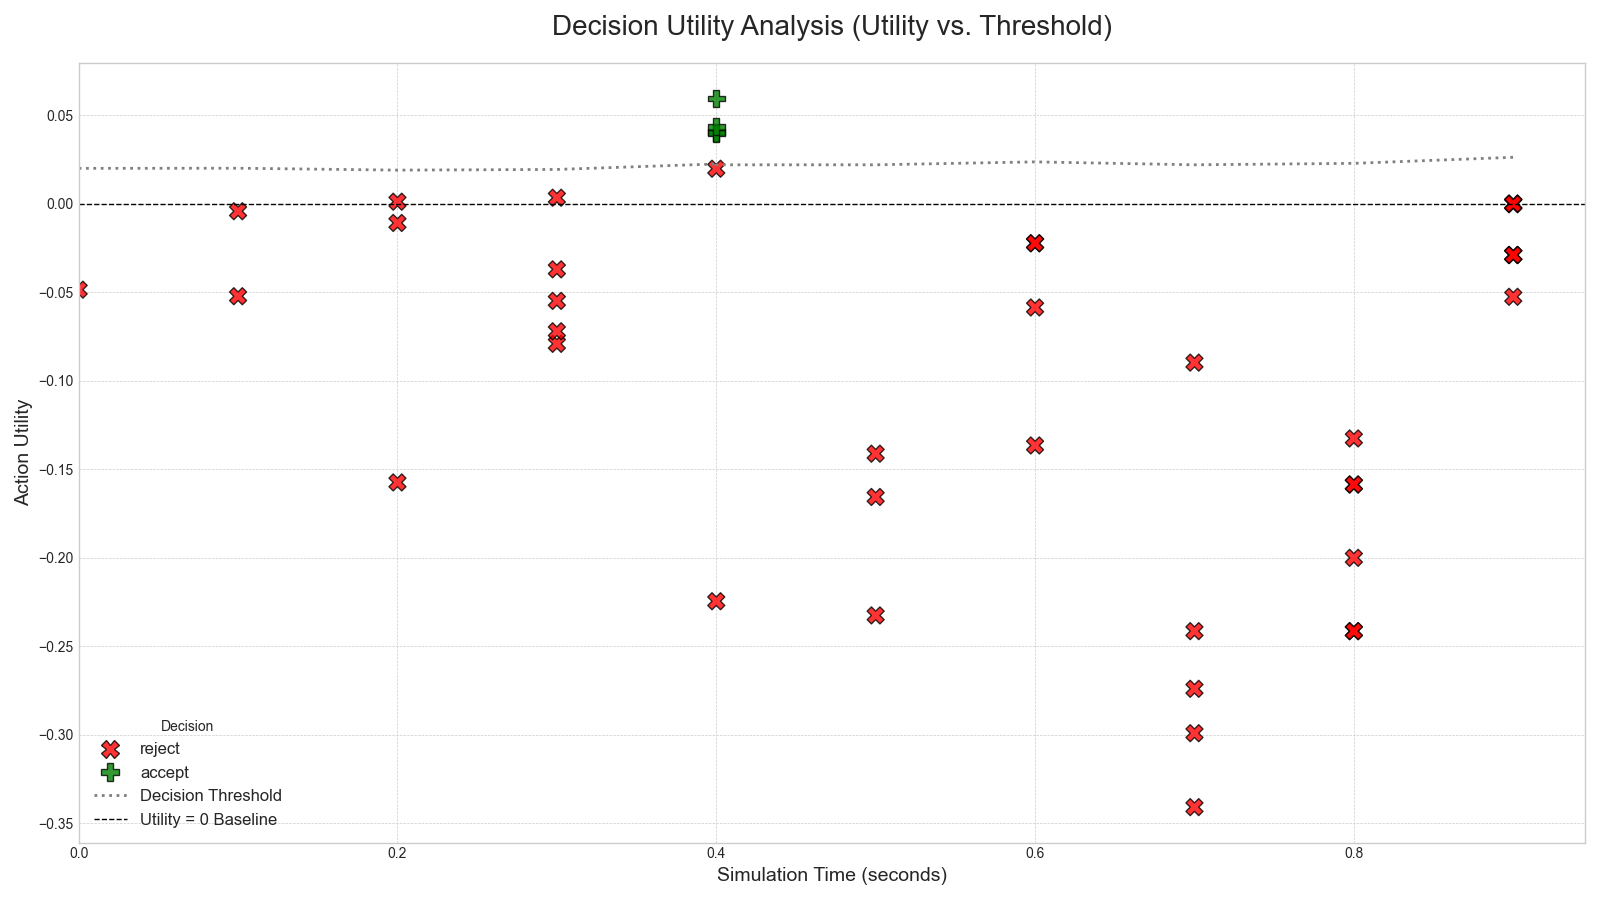 Decision Utility Analysis (Utility vs. Threshold)
Action Utility
0.05
0.00
−0.05
−0.10
−0.15
−0.20
−0.25
−0.30
−0.35
Decision
reject
accept
Decision Threshold
Utility = 0 Baseline
0.0 0.2 0.4 0.6 0.8
Simulation Time (seconds)